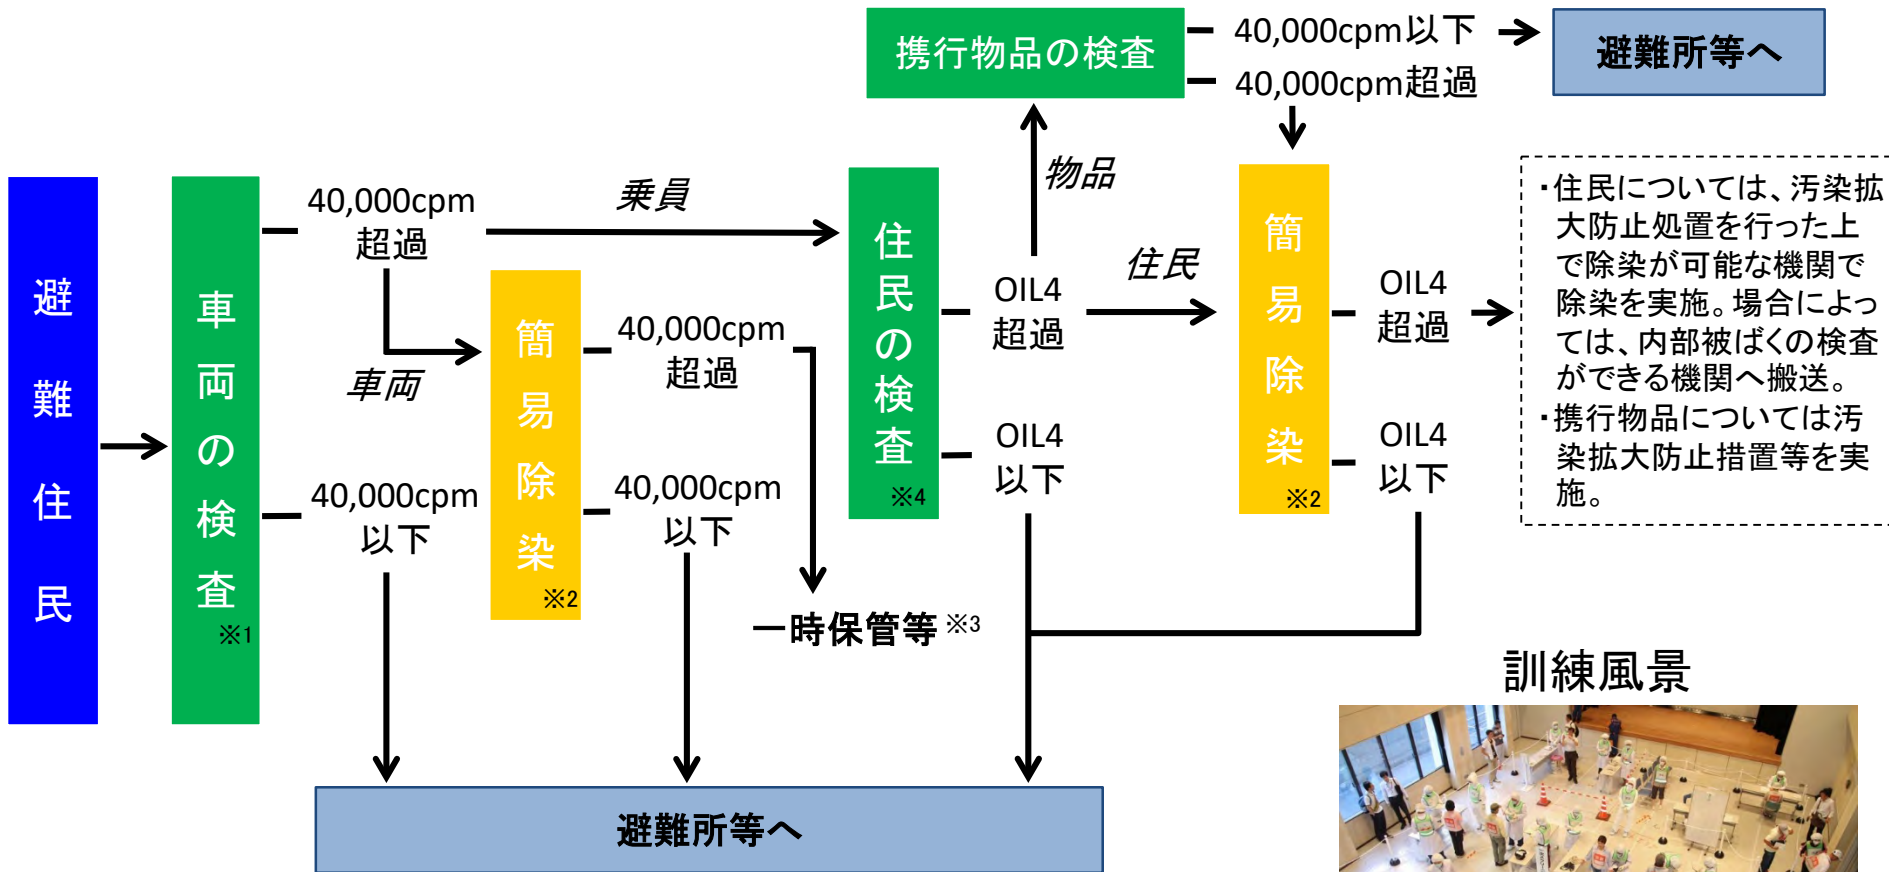 避難住民
車両の検査
※1
40,000cpm
超過
40,000cpm
以下
乗員
車両
簡易除染
※2
40,000cpm
超過
40,000cpm
以下
一時保管等 ※3
住民の検査
※4
物品
OIL4
超過
OIL4
以下
住民
携行物品の検査
40,000cpm以下
40,000cpm超過
避難所等へ
簡易除染
※2
OIL4
超過
OIL4
以下
・住民については、汚染拡
大防止処置を行った上
で除染が可能な機関で
除染を実施。場合によっ
ては、内部被ばくの検査
ができる機関へ搬送。
・携行物品については汚
染拡大防止措置等を実
施。
避難所等へ
訓練風景